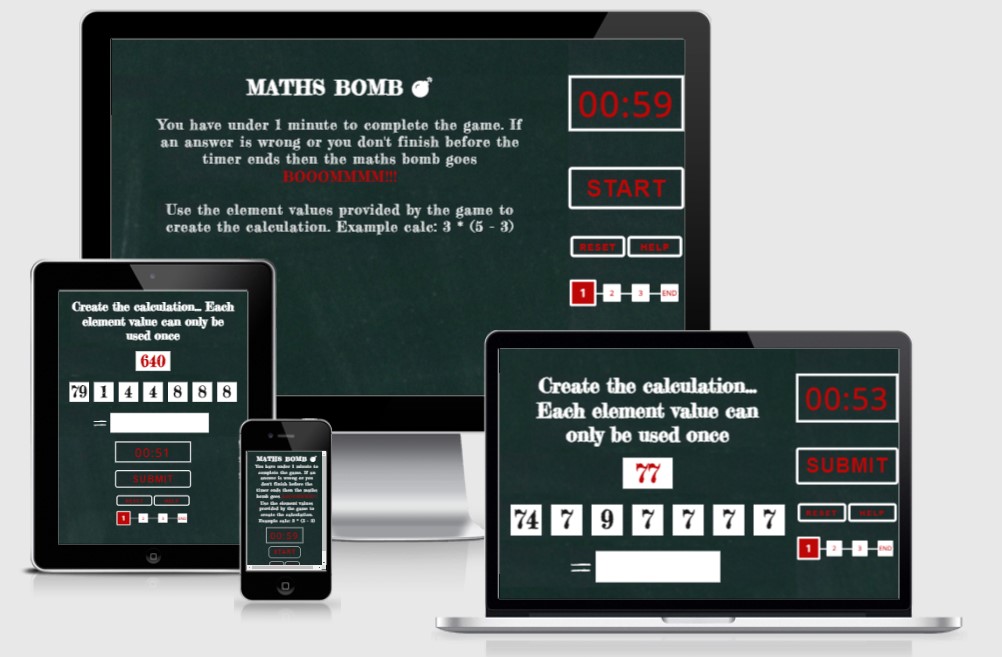 MATHS BOMB
You have under 1 minute to complete the game. If
an answer is wrong or you don't finish before the
timer ends then the maths bomb goes
BOOOMMMM!!!
Use the element values provided by the game to
create the calculation. Example calc: 3 * (5 - 3)
00:59
START
RESET HELP
1 2 3 END
Create the calculation... Each
element value can only be
used once
640
79 1 4 4 8 8 8
=
00:51
SUBMIT
RESET HELP
1 2 3 END
MATHS BOMB
You have under 1 minute to
complete the game. If an
answer is wrong or you
don't finish before the
timer ends then the maths
bomb goes
Use the element values
provided by the game to
create the calculation.
Example calc: 3 * (5 - 3)
00:59
START
Create the calculation...
Each element value can
only be used once
77
74 7 9 7 7 7 7
=
00:53
SUBMIT
RESET HELP
1 2 3 END